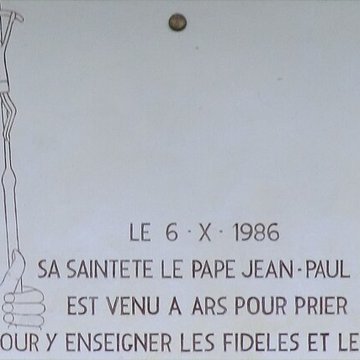 LE 6 · X · 1986
SA SAINTETE LE PAPE JEAN-PAUL
EST VENU A ARS POUR PRIER
OUR Y ENSEIGNER LES FIDELES ET LE